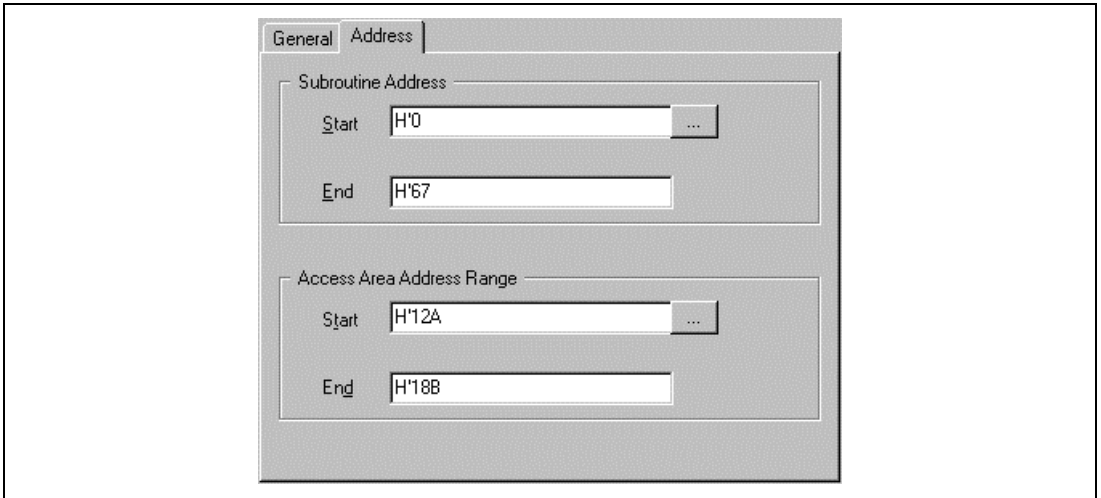 General Address
Subroutine Address
Start H'0 ...
End H'67
Access Area Address Range
Start H'12A ...
End H'18B